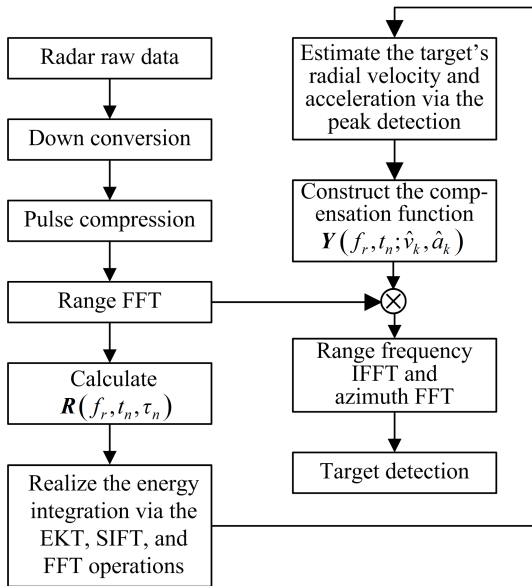 Radar raw data
Down conversion
Pulse compression
Range FFT
Calculate
R(f_r, t_n, τ_n)
Realize the energy
integration via the
EKT, SIFT, and
FFT operations
Estimate the target's
radial velocity and
acceleration via the
peak detection
Construct the comp-
ensation function
Y(f_r, t_n; v̂_k, â_k)
Range frequency
IFFT and
azimuth FFT
Target detection